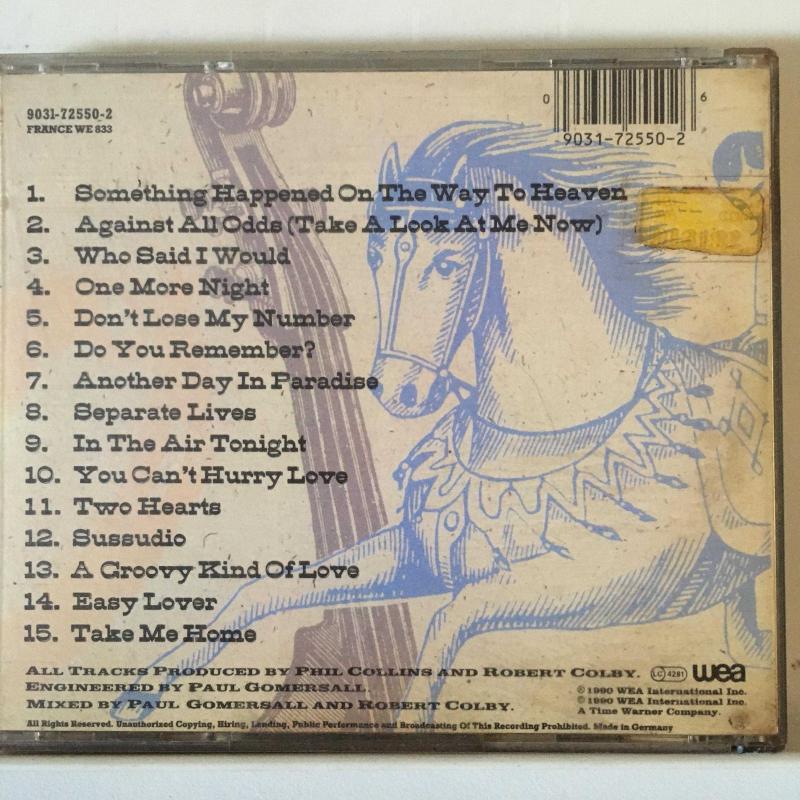 9031-72550-2
FRANCE WE 833
0 6
9031-72550-2
1. Something Happened On The Way To Heaven
2. Against All Odds (Take A Look At Me Now)
3. Who Said I Would
4. One More Night
5. Don't Lose My Number
6. Do You Remember?
7. Another Day In Paradise
8. Separate Lives
9. In The Air Tonight
10. You Can't Hurry Love
11. Two Hearts
12. Sussudio
13. A Groovy Kind Of Love
14. Easy Lover
15. Take Me Home
All Tracks Produced by Phil Collins and Robert Colby.
Engineered by Paul Gomersall.
Mixed by Paul Gomersall and Robert Colby.
LC 4281 wea
℗ 1990 WEA International Inc.
© 1990 WEA International Inc.
A Time Warner Company.
All Rights Reserved. Unauthorized Copying, Hiring, Lending, Public Performance and Broadcasting Of This Recording Prohibited. Made in Germany